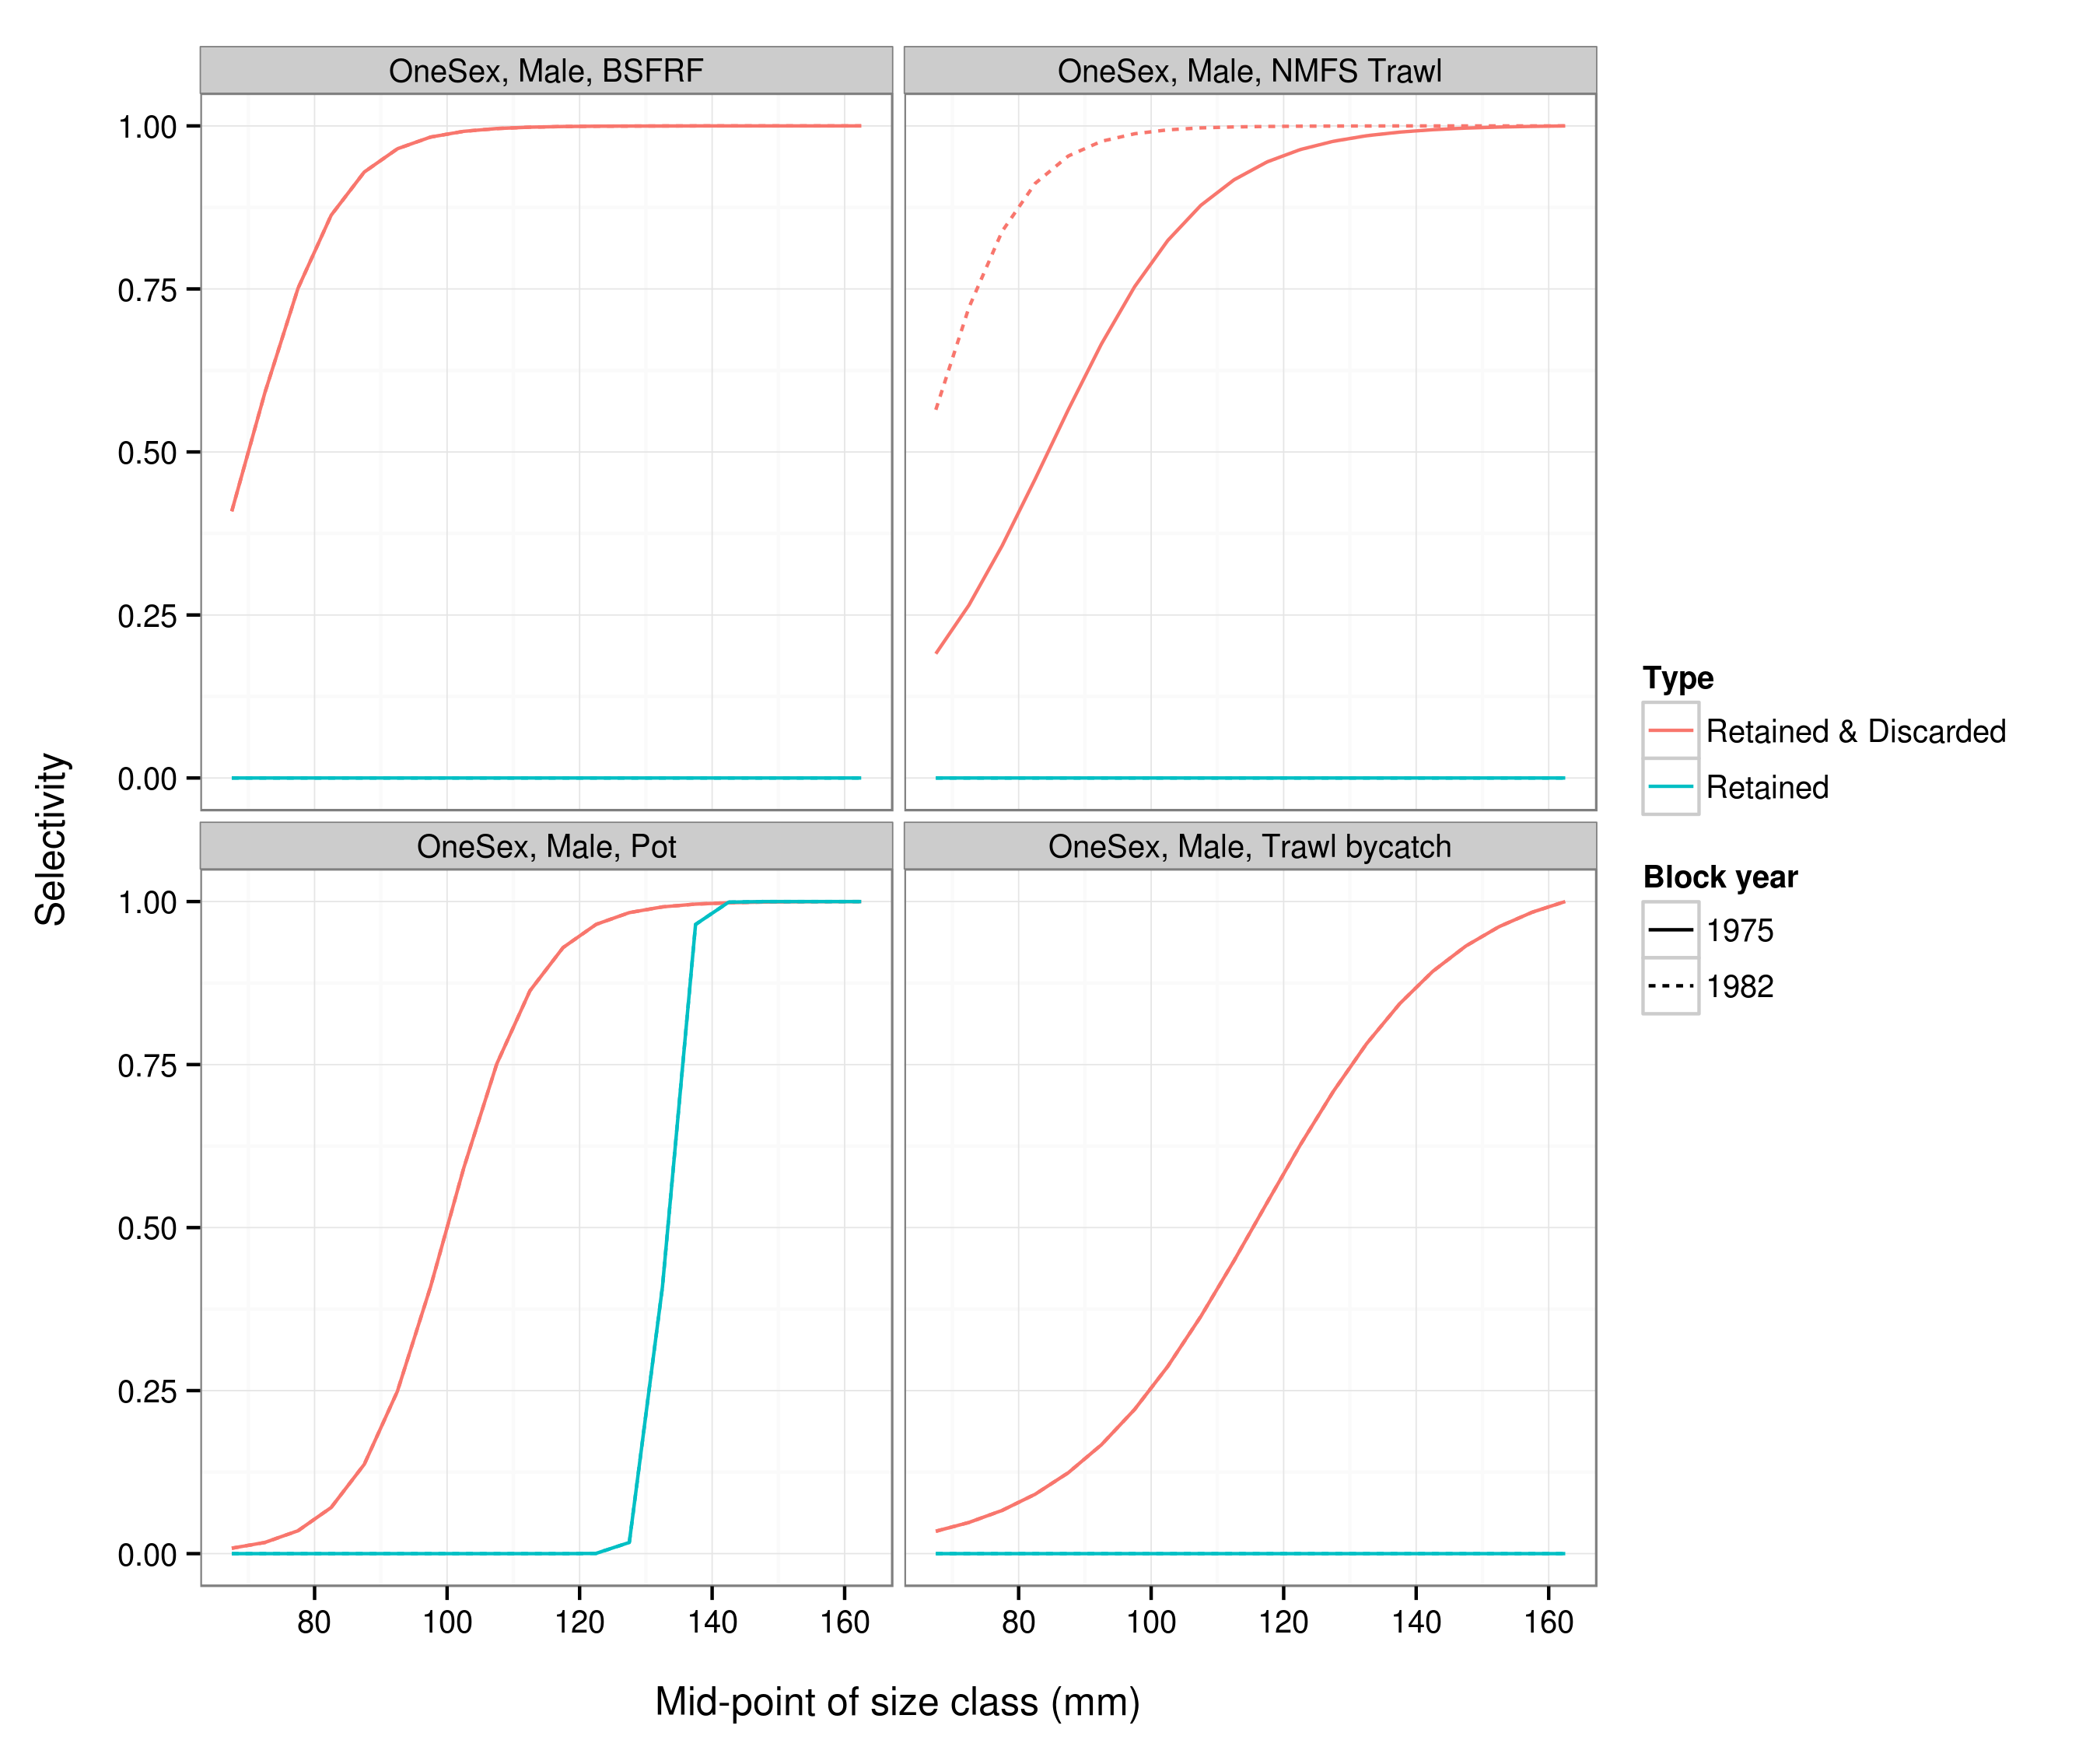 OneSex, Male, BSFRF
OneSex, Male, NMFS Trawl
1.00
0.75
0.50
0.25
0.00
OneSex, Male, Pot
OneSex, Male, Trawl bycatch
1.00
0.75
0.50
0.25
0.00
80 100 120 140 160
80 100 120 140 160
Mid-point of size class (mm)
Selectivity
Type
Retained & Discarded
Retained
Block year
1975
1982